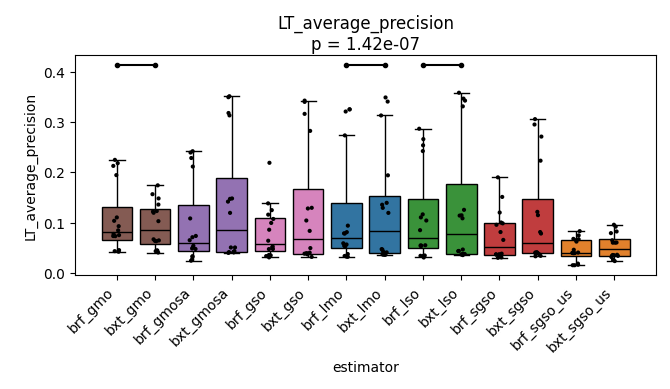 LT_average_precision
p = 1.42e-07
LT_average_precision
0.4
0.3
0.2
0.1
0.0
brf_gmo
bxt_gmo
brf_gmosa
bxt_gmosa
brf_gso
bxt_gso
brf_lmo
bxt_lmo
brf_lso
bxt_lso
brf_sgso
bxt_sgso
brf_sgso_us
bxt_sgso_us
estimator